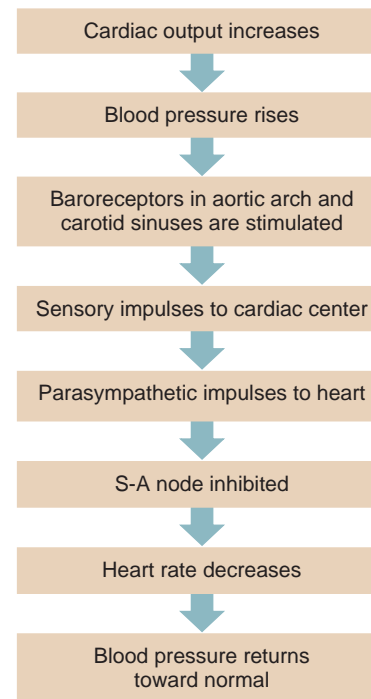 Cardiac output increases
Blood pressure rises
Baroreceptors in aortic arch and
carotid sinuses are stimulated
Sensory impulses to cardiac center
Parasympathetic impulses to heart
S-A node inhibited
Heart rate decreases
Blood pressure returns
toward normal